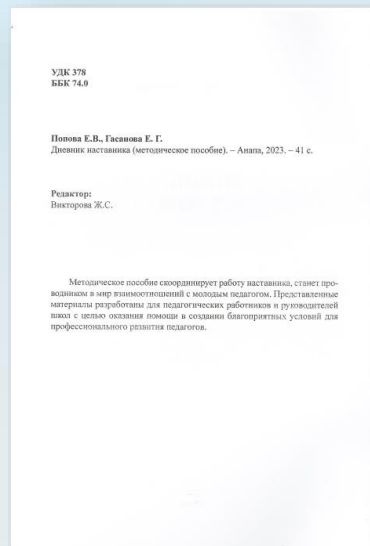 УДК 378
ББК 74.0
Попова Е.В., Гасанова Е. Г.
Дневник наставника (методическое пособие). – Анапа, 2023. – 41 с.
Редактор:
Викторова Ж.С.
Методическое пособие скоординирует работу наставника, станет про-
водником в мир взаимоотношений с молодым педагогом. Представленные
материалы разработаны для педагогических работников и руководителей
школ с целью оказания помощи в создании благоприятных условий для
профессионального развития педагогов.